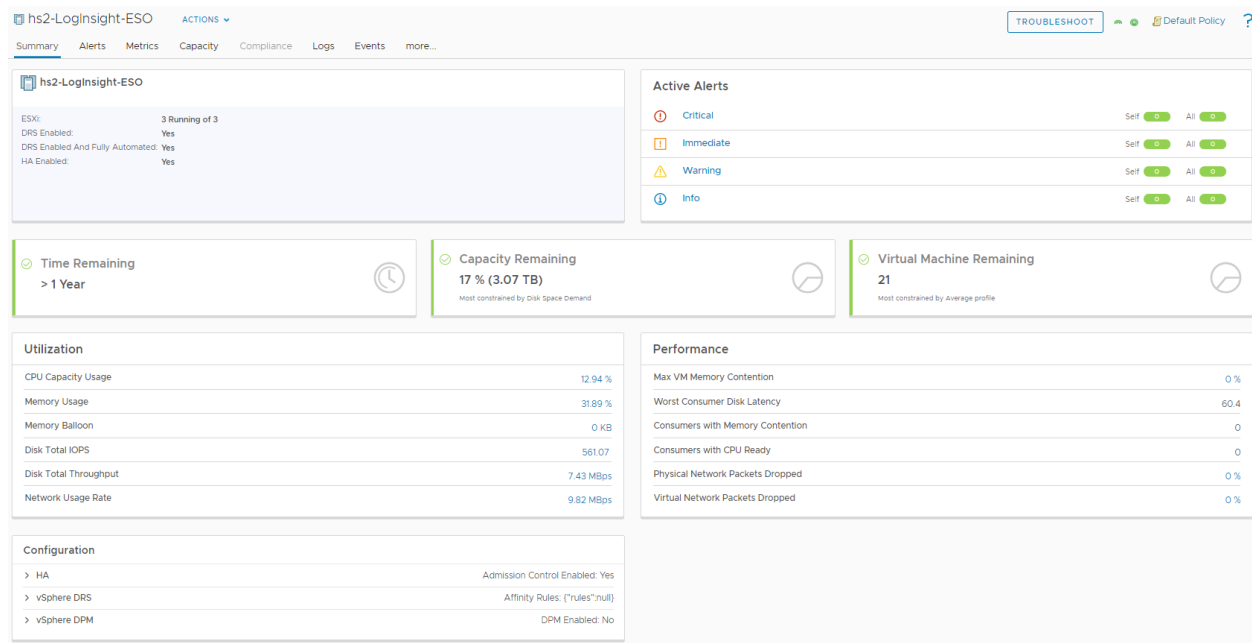 hs2-LogInsight-ESO ACTIONS TROUBLESHOOT Default Policy ?
Summary Alerts Metrics Capacity Compliance Logs Events more...
hs2-LogInsight-ESO
ESXi: 3 Running of 3
DRS Enabled: Yes
DRS Enabled And Fully Automated: Yes
HA Enabled: Yes
Active Alerts
Critical Self 0 All 0
Immediate Self 0 All 0
Warning Self 0 All 0
Info Self 0 All 0
Time Remaining
> 1 Year
Capacity Remaining
17 % (3.07 TB)
Most constrained by Disk Space Demand
Virtual Machine Remaining
21
Most constrained by Average profile
Utilization
CPU Capacity Usage 12.94 %
Memory Usage 31.89 %
Memory Balloon 0 KB
Disk Total IOPS 561.07
Disk Total Throughput 7.43 MBps
Network Usage Rate 9.82 MBps
Performance
Max VM Memory Contention 0 %
Worst Consumer Disk Latency 60.4
Consumers with Memory Contention 0
Consumers with CPU Ready 0
Physical Network Packets Dropped 0 %
Virtual Network Packets Dropped 0 %
Configuration
> HA Admission Control Enabled: Yes
> vSphere DRS Affinity Rules: {"rules":null}
> vSphere DPM DPM Enabled: No